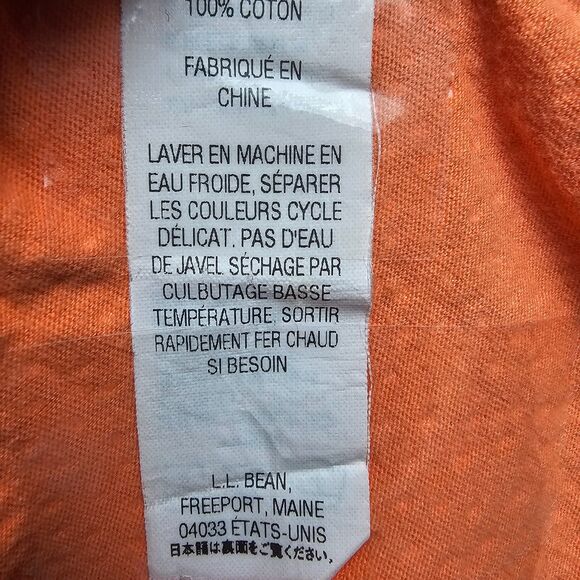 100% COTON
FABRIQUÉ EN
CHINE
LAVER EN MACHINE EN
EAU FROIDE, SÉPARER
LES COULEURS CYCLE
DÉLICAT. PAS D'EAU
DE JAVEL SÉCHAGE PAR
CULBUTAGE BASSE
TEMPÉRATURE. SORTIR
RAPIDEMENT FER CHAUD
SI BESOIN
L.L. BEAN,
FREEPORT, MAINE
04033 ÉTATS-UNIS
日本語は裏面をご覧ください。